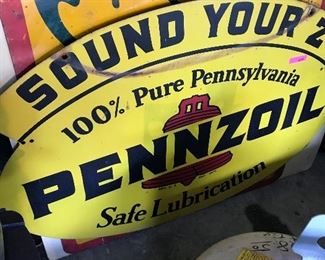 SOUND YOUR Z
100% Pure Pennsylvania
PENNZOIL
Safe Lubrication